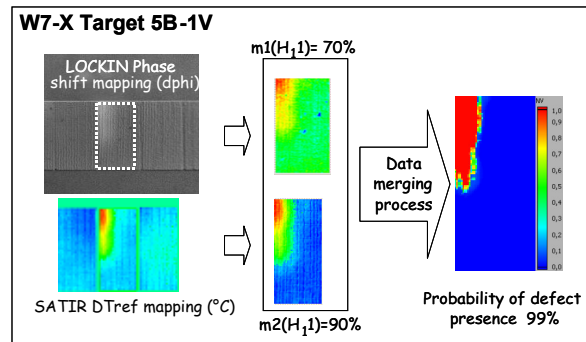 W7-X Target 5B-1V
LOCKIN Phase
shift mapping (dphi)
m1(H₁1)= 70%
SATIR DTref mapping (°C)
m2(H₁1)=90%
Data
merging
process
NV
1,0
0,9
0,8
0,7
0,6
0,5
0,4
0,3
0,2
0,1
0,0
Probability of defect
presence 99%